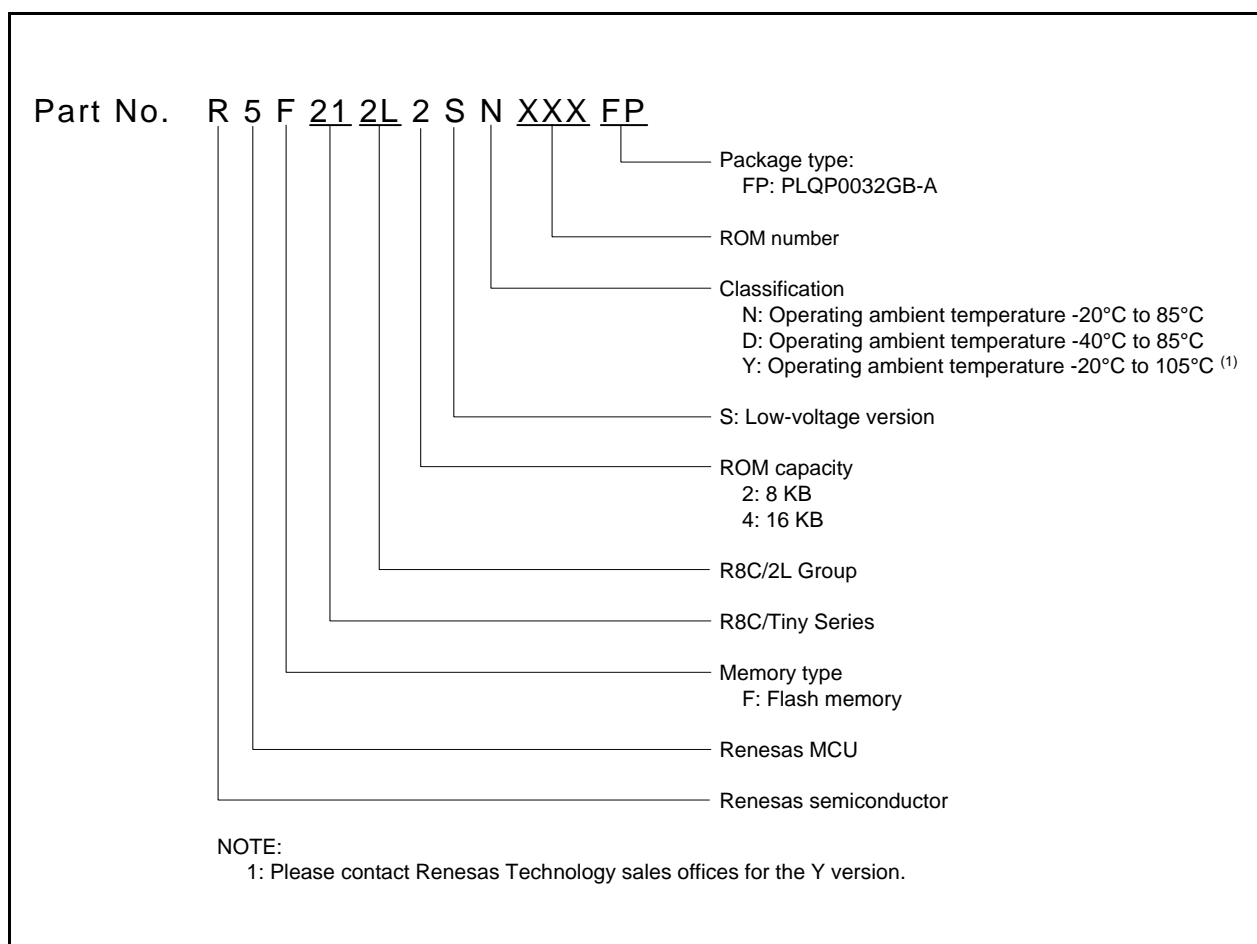 Part No. R 5 F 21 2L 2 S N XXX FP
Package type:
FP: PLQP0032GB-A
ROM number
Classification
N: Operating ambient temperature -20°C to 85°C
D: Operating ambient temperature -40°C to 85°C
Y: Operating ambient temperature -20°C to 105°C (1)
S: Low-voltage version
ROM capacity
2: 8 KB
4: 16 KB
R8C/2L Group
R8C/Tiny Series
Memory type
F: Flash memory
Renesas MCU
Renesas semiconductor
NOTE:
1: Please contact Renesas Technology sales offices for the Y version.